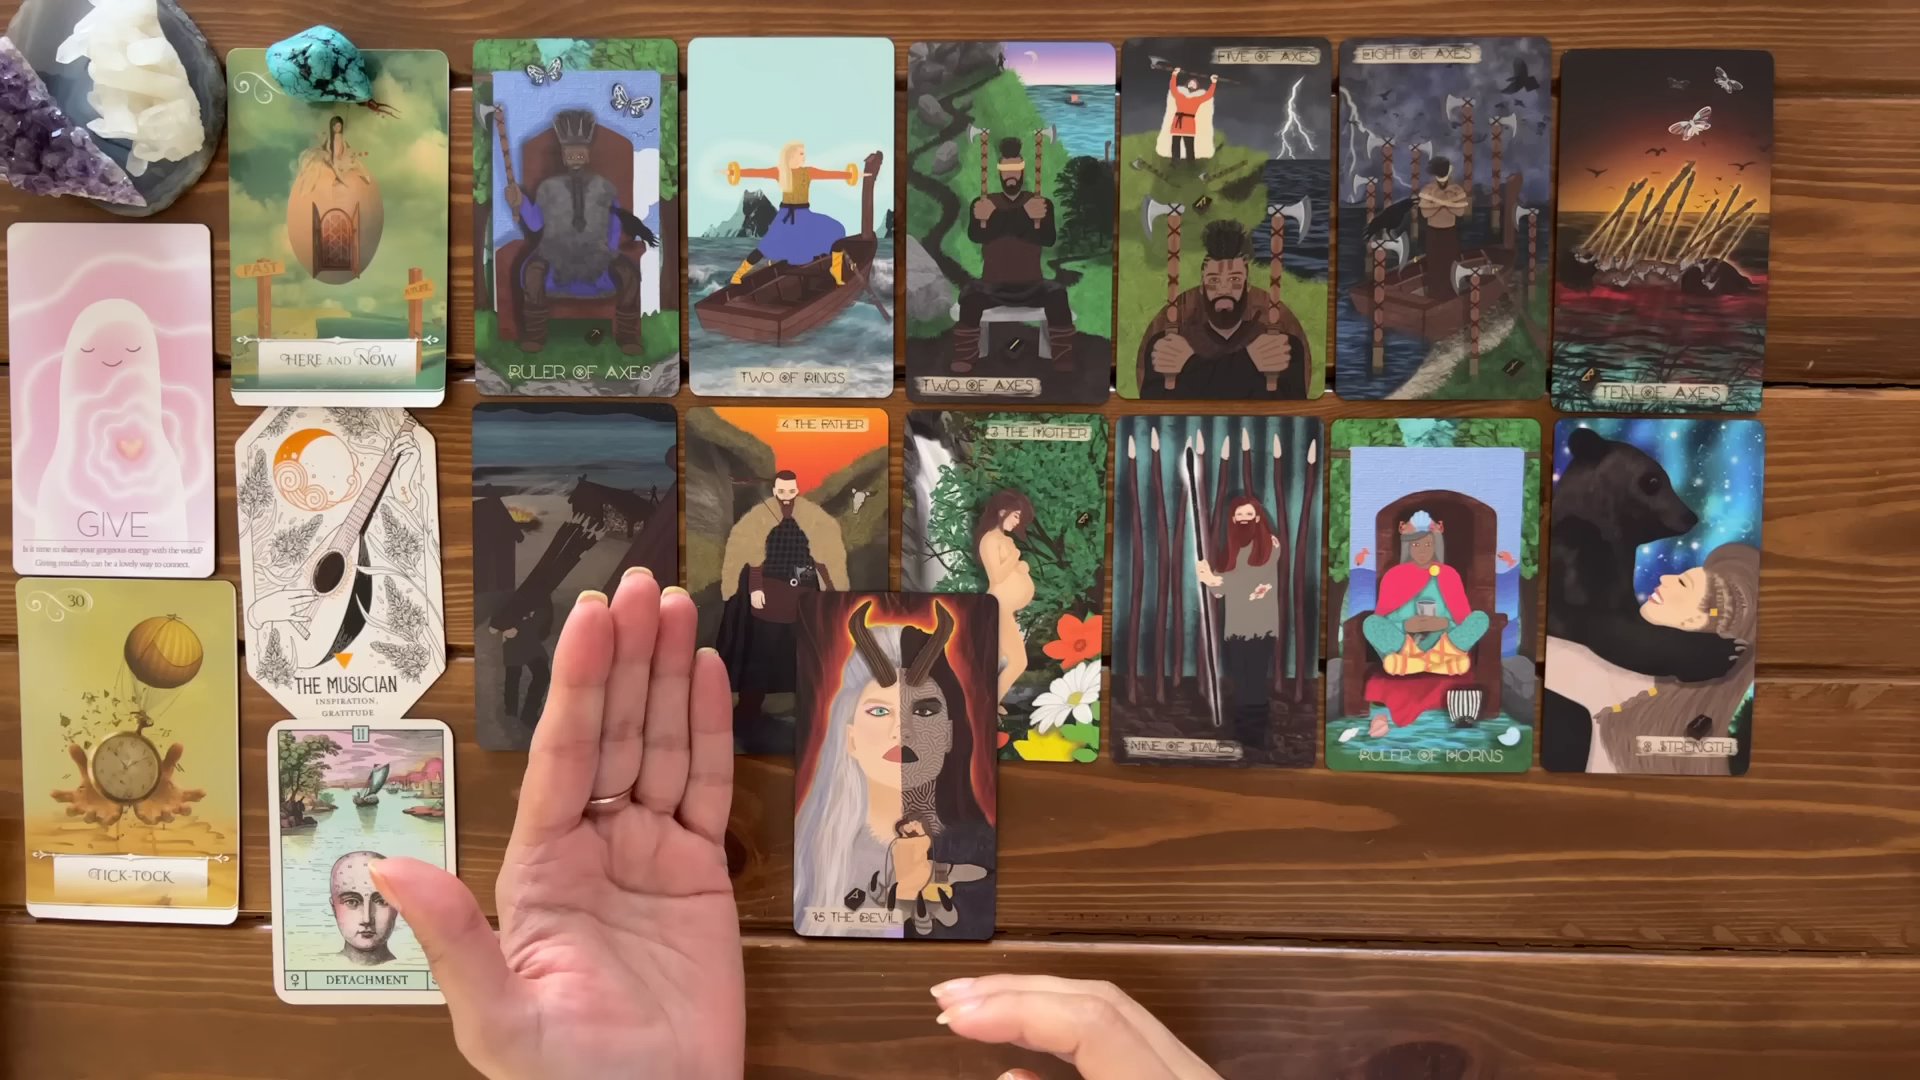 GIVE
Is it time to share your gorgeous energy with the world?
Giving mindfully can be a lovely way to connect.
30
TICK-TOCK
PAST
HERE AND NOW
THE MUSICIAN
INSPIRATION,
GRATITUDE
11
DETACHMENT
RULER OF AXES
TWO OF RINGS
TWO OF AXES
FIVE OF AXES
EIGHT OF AXES
TEN OF AXES
4 THE FATHER
3 THE MOTHER
NINE OF STAVES
RULER OF HORNS
8 STRENGTH
15 THE DEVIL